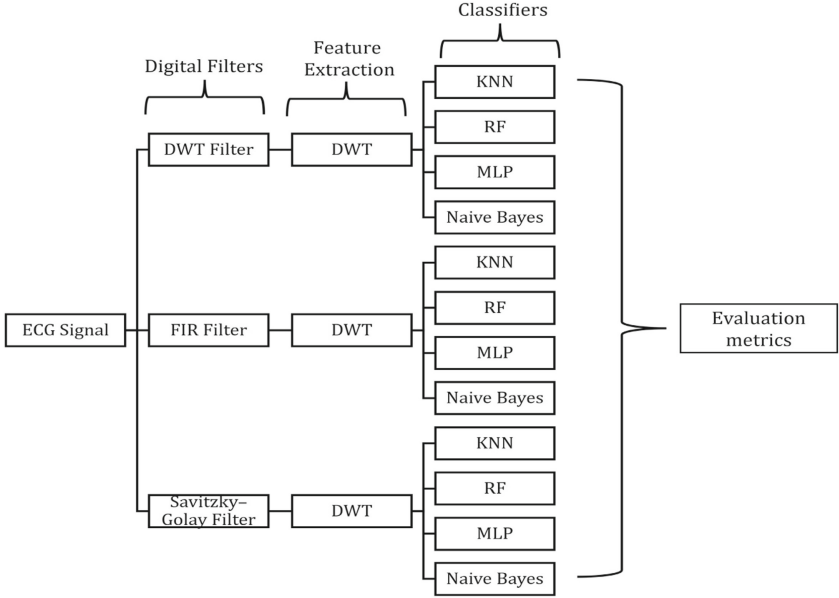 Classifiers
Feature
Extraction
Digital Filters
KNN
RF
DWT Filter
DWT
MLP
Naive Bayes
KNN
RF
ECG Signal
FIR Filter
DWT
Evaluation
metrics
MLP
Naive Bayes
KNN
RF
Savitzky–
Golay Filter
DWT
MLP
Naive Bayes